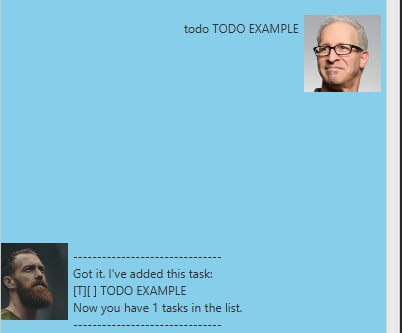 todo TODO EXAMPLE
-------------------------------
Got it. I've added this task:
[T][ ] TODO EXAMPLE
Now you have 1 tasks in the list.
-------------------------------